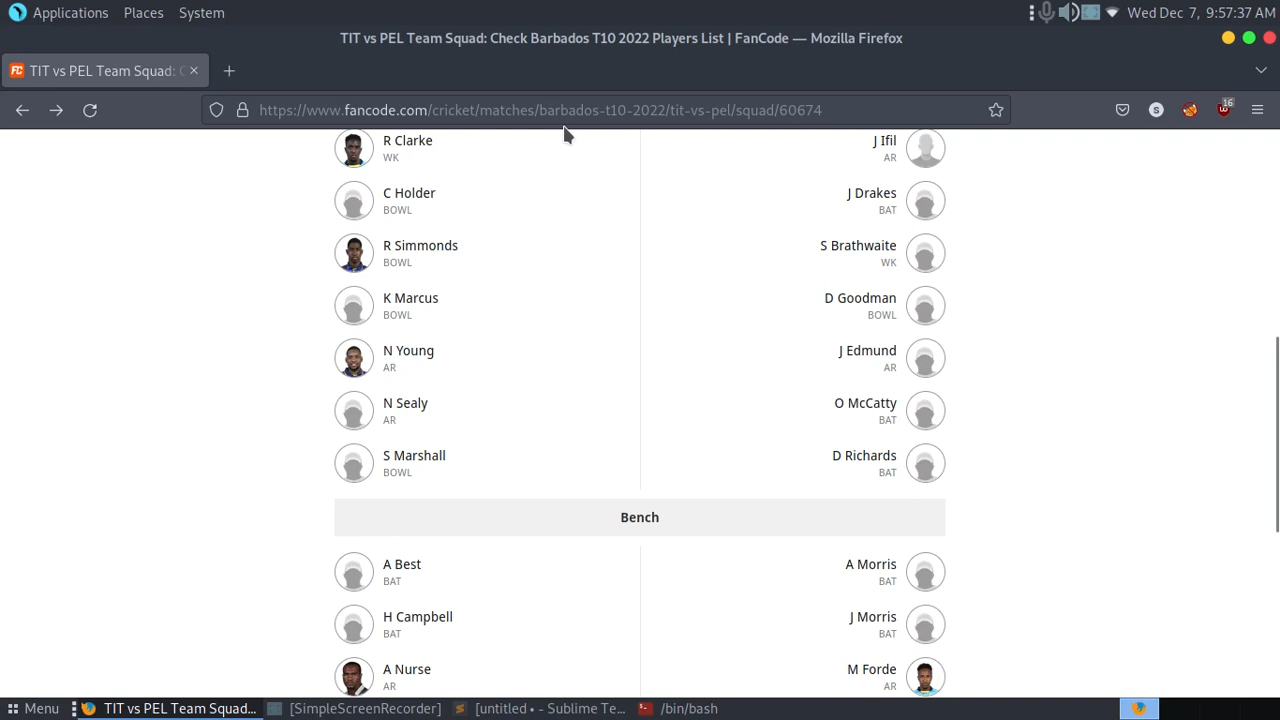 Applications Places System
Wed Dec 7, 9:57:37 AM
TIT vs PEL Team Squad: Check Barbados T10 2022 Players List | FanCode — Mozilla Firefox
FC TIT vs PEL Team Squad: C
https://www.fancode.com/cricket/matches/barbados-t10-2022/tit-vs-pel/squad/60674
S
16
R Clarke
WK
J Ifil
AR
C Holder
BOWL
J Drakes
BAT
R Simmonds
BOWL
S Brathwaite
WK
K Marcus
BOWL
D Goodman
BOWL
N Young
AR
J Edmund
AR
N Sealy
AR
O McCatty
BAT
S Marshall
BOWL
D Richards
BAT
Bench
A Best
BAT
A Morris
BAT
H Campbell
BAT
J Morris
BAT
A Nurse
AR
M Forde
AR
Menu TIT vs PEL Team Squad... [SimpleScreenRecorder] [untitled • - Sublime Te... /bin/bash